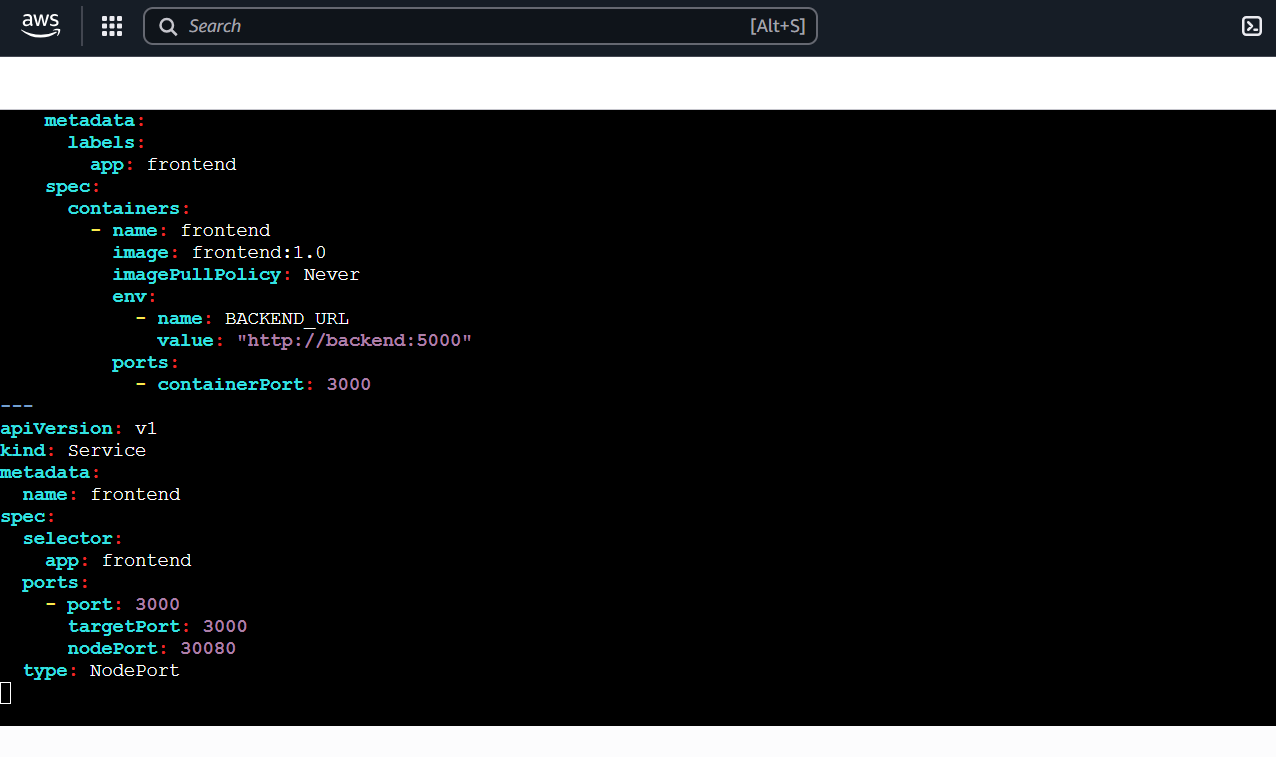 aws
Search [Alt+S]
    metadata:
      labels:
        app: frontend
    spec:
      containers:
        - name: frontend
          image: frontend:1.0
          imagePullPolicy: Never
          env:
            - name: BACKEND_URL
              value: "http://backend:5000"
          ports:
            - containerPort: 3000
---
apiVersion: v1
kind: Service
metadata:
  name: frontend
spec:
  selector:
    app: frontend
  ports:
    - port: 3000
      targetPort: 3000
      nodePort: 30080
  type: NodePort